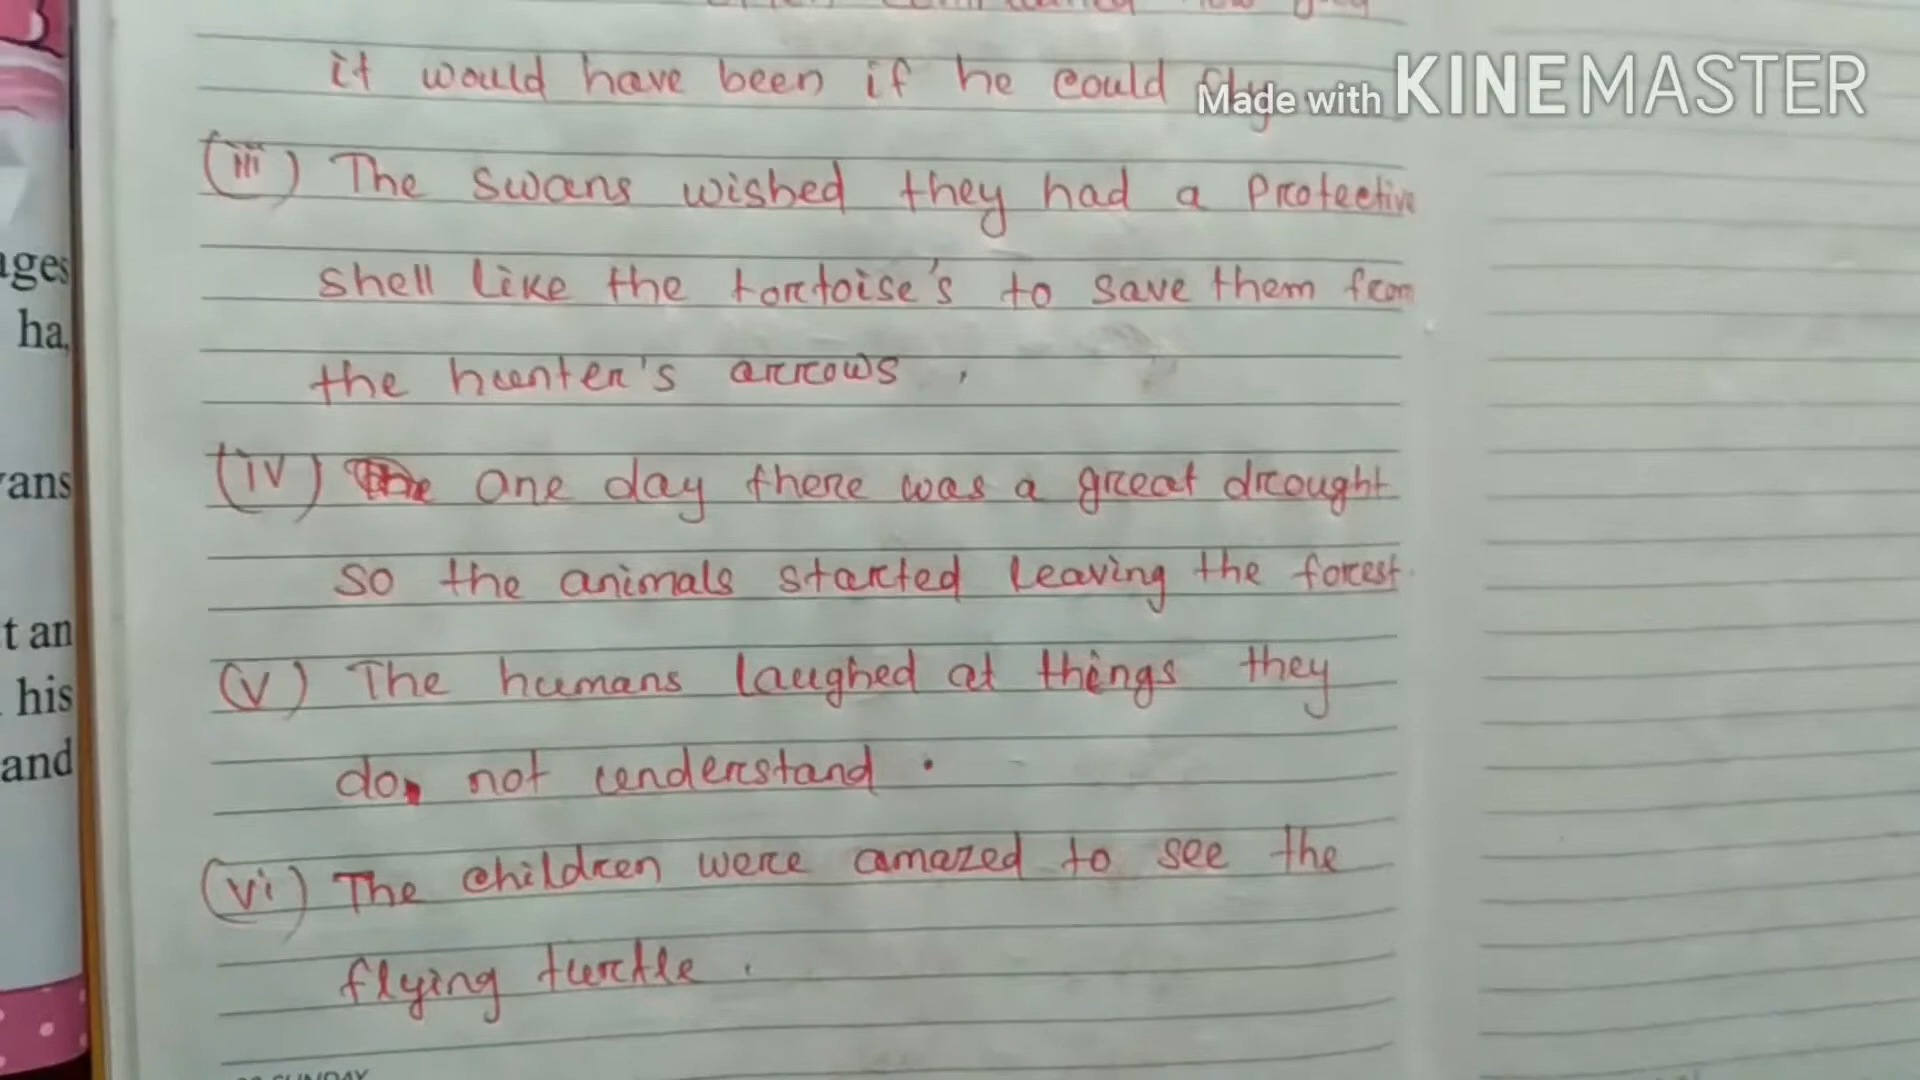 it would have been if he could fly
Made with KINEMASTER
(iii) The swans wished they had a protective
shell like the tortoise's to save them from
the hunter's arrows.
(iv) The one day there was a great drought
so the animals started leaving the forest.
(v) The humans laughed at things they
do not understand.
(vi) The children were amazed to see the
flying turtle.
ages
ha,
t an
his
and
SUNDAY